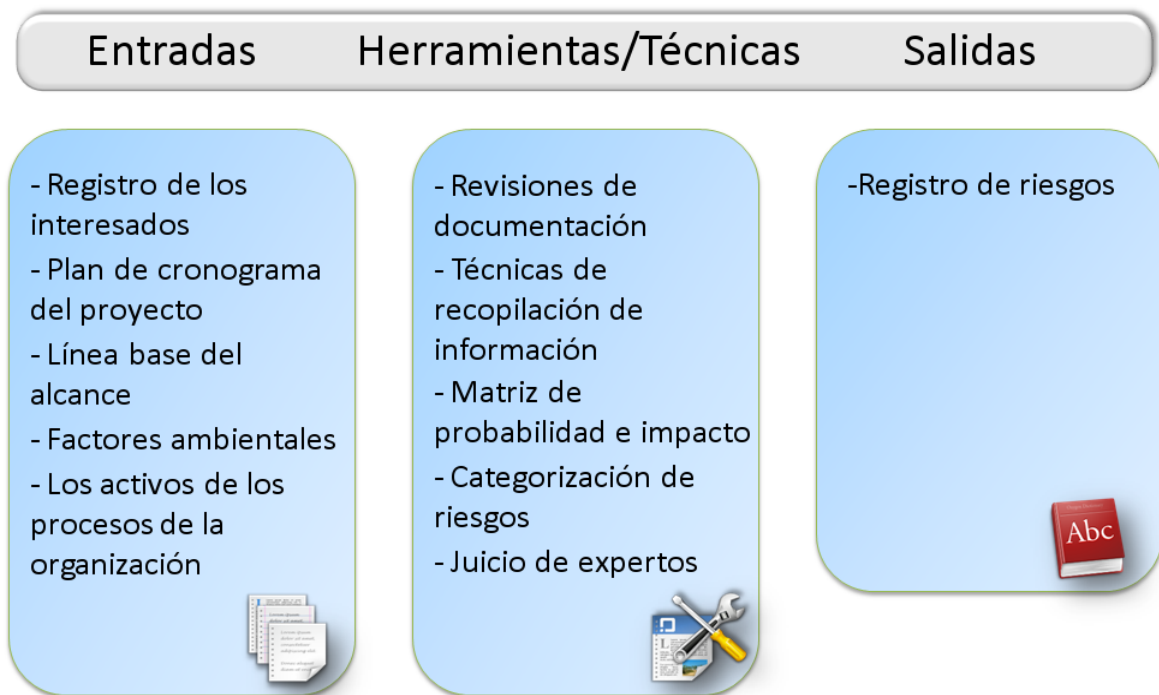 Entradas Herramientas/Técnicas Salidas
- Registro de los
interesados
- Plan de cronograma
del proyecto
- Línea base del
alcance
- Factores ambientales
- Los activos de los
procesos de la
organización
- Revisiones de
documentación
- Técnicas de
recopilación de
información
- Matriz de
probabilidad e impacto
- Categorización de
riesgos
- Juicio de expertos
-Registro de riesgos
Abc